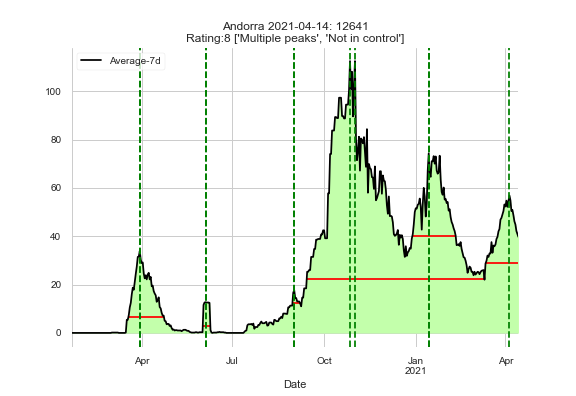 Andorra 2021-04-14: 12641
Rating:8 ['Multiple peaks', 'Not in control']
Average-7d
100
80
60
40
20
0
Apr
Jul
Oct
Jan
2021
Apr
Date